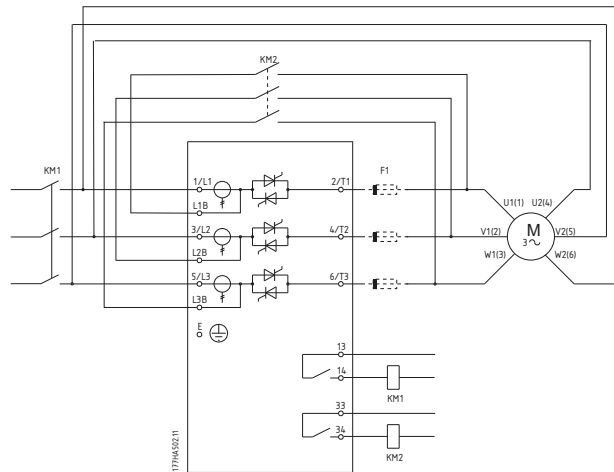 KM2
KM1
F1
1/L1
2/T1
U1(1)
U2(4)
L1B
3/L2
4/T2
V1(2)
M
3~
V2(5)
L2B
W1(3)
W2(6)
5/L3
6/T3
L3B
E
13
14
KM1
33
34
KM2
177HA502.11